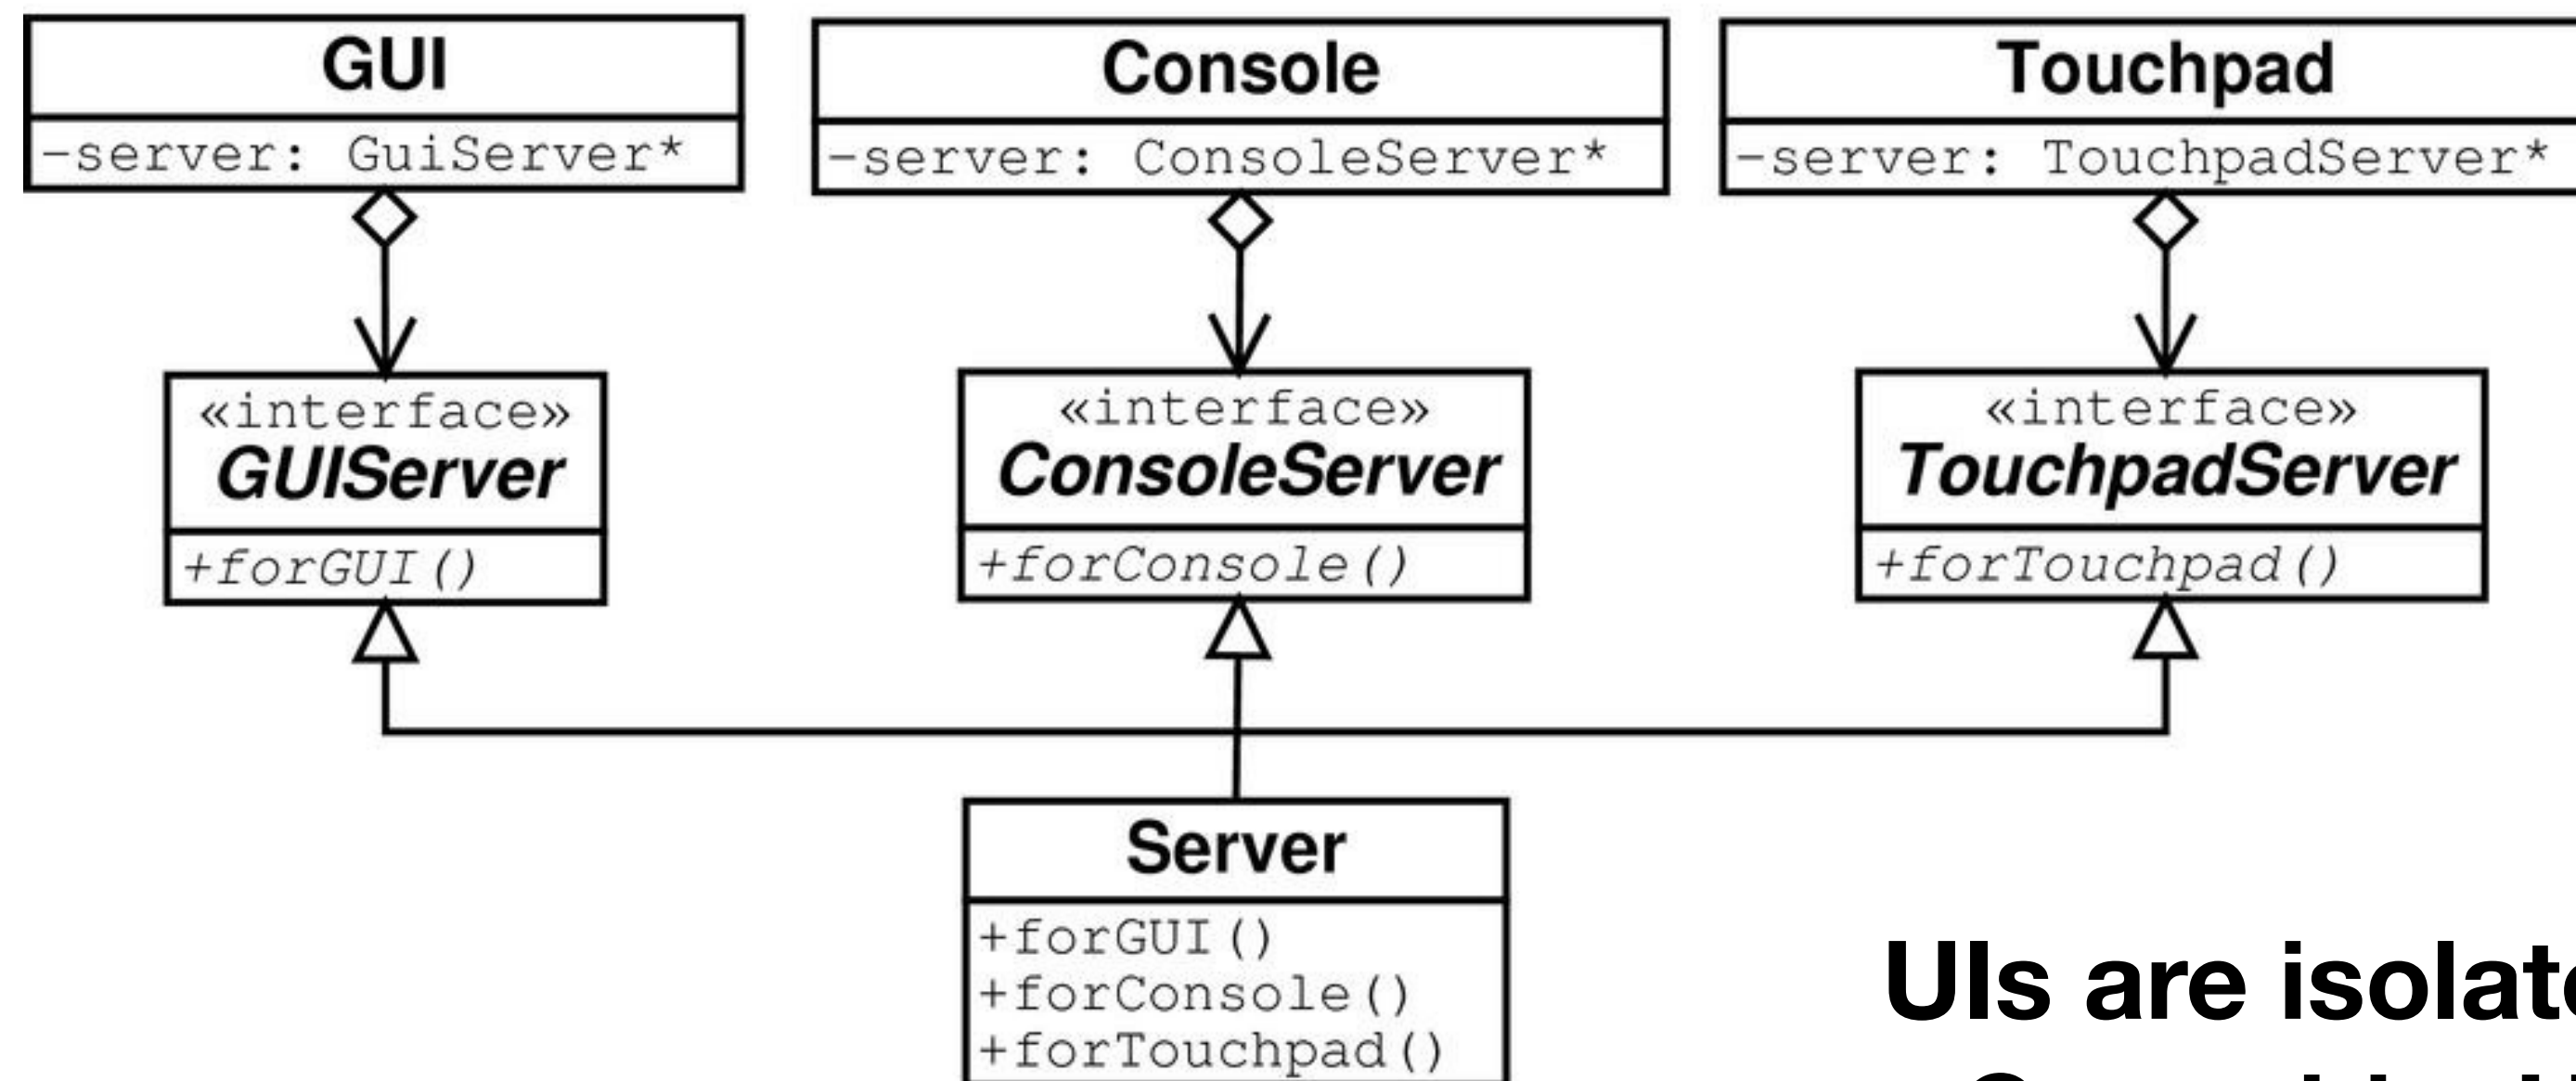 GUI
-server: GuiServer*
Console
-server: ConsoleServer*
Touchpad
-server: TouchpadServer*
«interface»
GUIServer
+forGUI()
«interface»
ConsoleServer
+forConsole()
«interface»
TouchpadServer
+forTouchpad()
Server
+forGUI()
+forConsole()
+forTouchpad()
UIs are